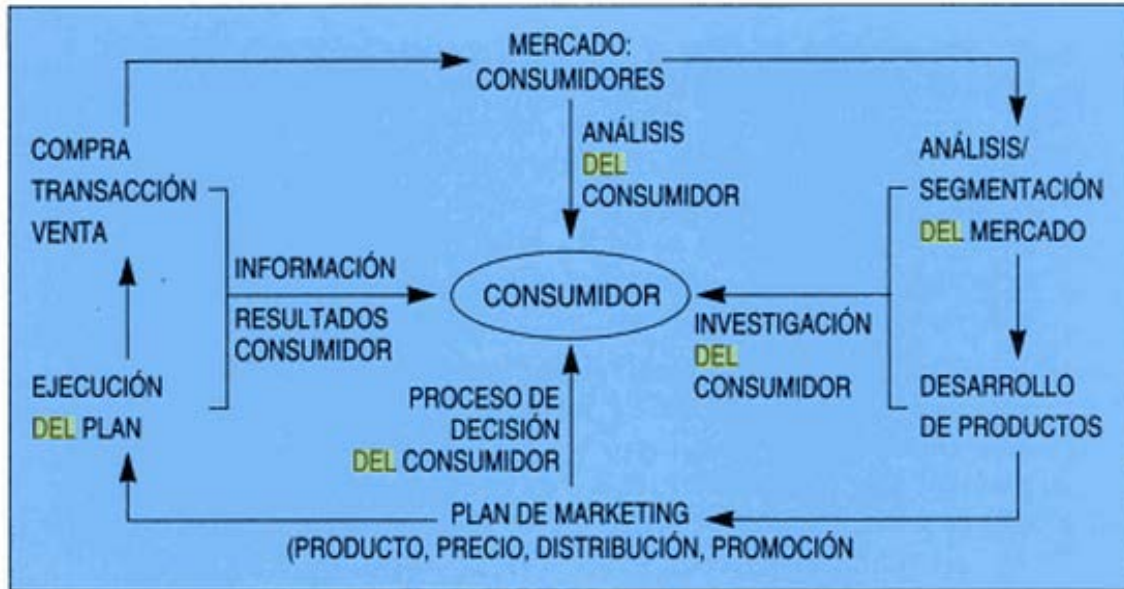 MERCADO:
CONSUMIDORES
COMPRA
TRANSACCIÓN
VENTA
ANÁLISIS
DEL
CONSUMIDOR
ANÁLISIS/
SEGMENTACIÓN
DEL MERCADO
INFORMACIÓN
RESULTADOS
CONSUMIDOR
CONSUMIDOR
INVESTIGACIÓN
DEL
CONSUMIDOR
EJECUCIÓN
DEL PLAN
PROCESO DE
DECISIÓN
DEL CONSUMIDOR
DESARROLLO
DE PRODUCTOS
PLAN DE MARKETING
(PRODUCTO, PRECIO, DISTRIBUCIÓN, PROMOCIÓN